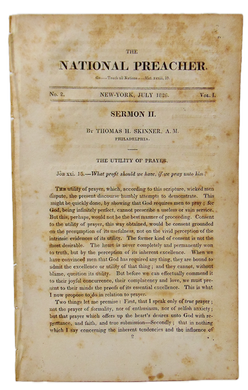 THE
NATIONAL PREACHER.
No. 2. NEW-YORK, JULY 1826. Vol. I.
SERMON II.
By THOMAS H. SKINNER, A. M.
PHILADELPHIA.
THE UTILITY OF PRAYER.
Job xxi. 15.—What profit should we have, if we pray unto him?
The utility of prayer, which, according to this scripture, wicked men
dispute, the present discourse humbly attempts to demonstrate. This
might be quickly done, by showing that God requires men to pray; for
God, being infinitely perfect, cannot prescribe a useless or vain service.
But this, perhaps, would not be the best manner of proceeding. Consent
to the utility of prayer, this way obtained, would be consent grounded
on the presumption of its usefulness, not on the vivid perception of the
intrinsic evidences of its utility. The former kind of consent is not the
most desirable. The heart is never completely and permanently won
to truth, but by the perception of its inherent excellence. When we
have convinced men that God has required any thing, they are bound to
admit the excellence or utility of that thing; and they cannot, without
blame, question its utility. But before we can effectually commend it
to their joyful concurrence, their complacency and love, we must pre-
sent to their minds the proofs of its essential excellence. This is what
I now propose to do in relation to prayer.
Two things let me premise: First, that I speak only of true prayer;
not the prayer of formality, nor of antinomian, nor of selfish society;
but that prayer which offers up the heart's desires unto God with re-
pentance, and faith, and true submission—Secondly; that in nothing
which I say concerning the inherent tendencies and the influence of